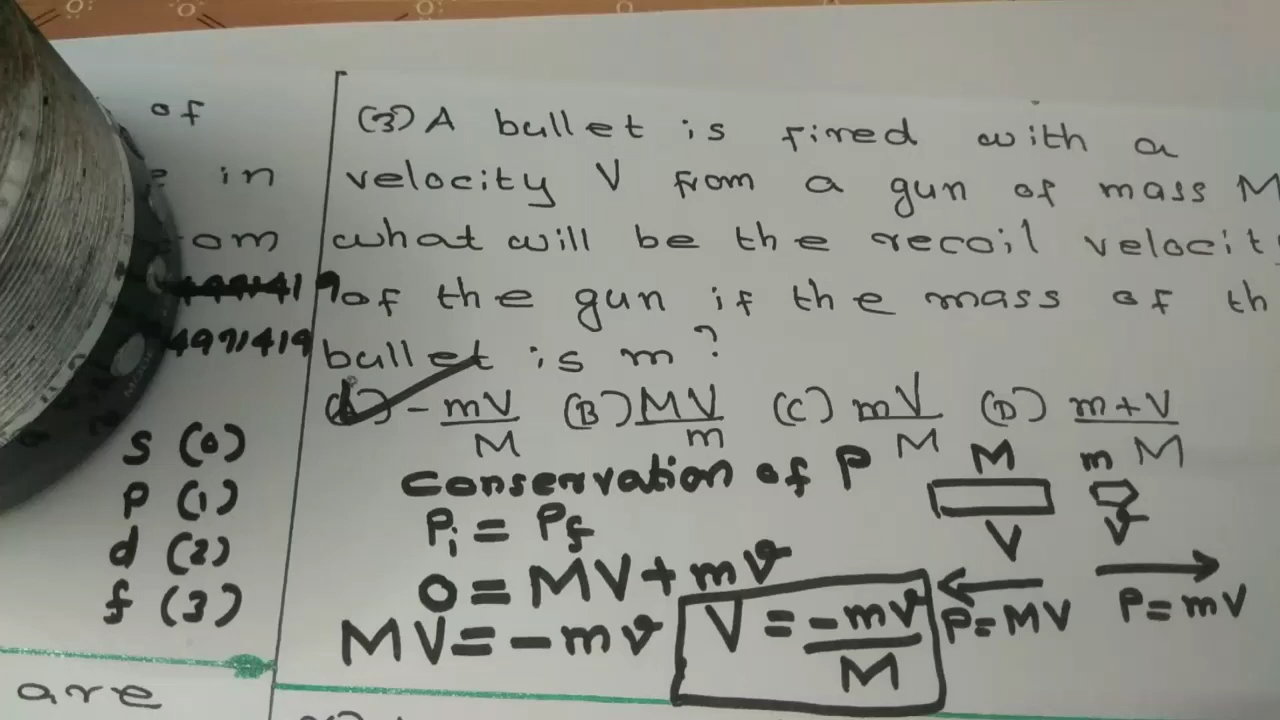 of
in
om
419
4971419
s (0)
p (1)
d (2)
f (3)
are
(3) A bullet is fired with a
velocity V from a gun of mass M
what will be the recoil velocit
of the gun if the mass of th
bullet is m?
-mV/M (B) MV/m (C) mV/M (D) m+V/M
conservation of P
Pi = Pf
0 = MV + mv
MV = -mv
V = -mv/M
M m
V v
P=MV P=mV